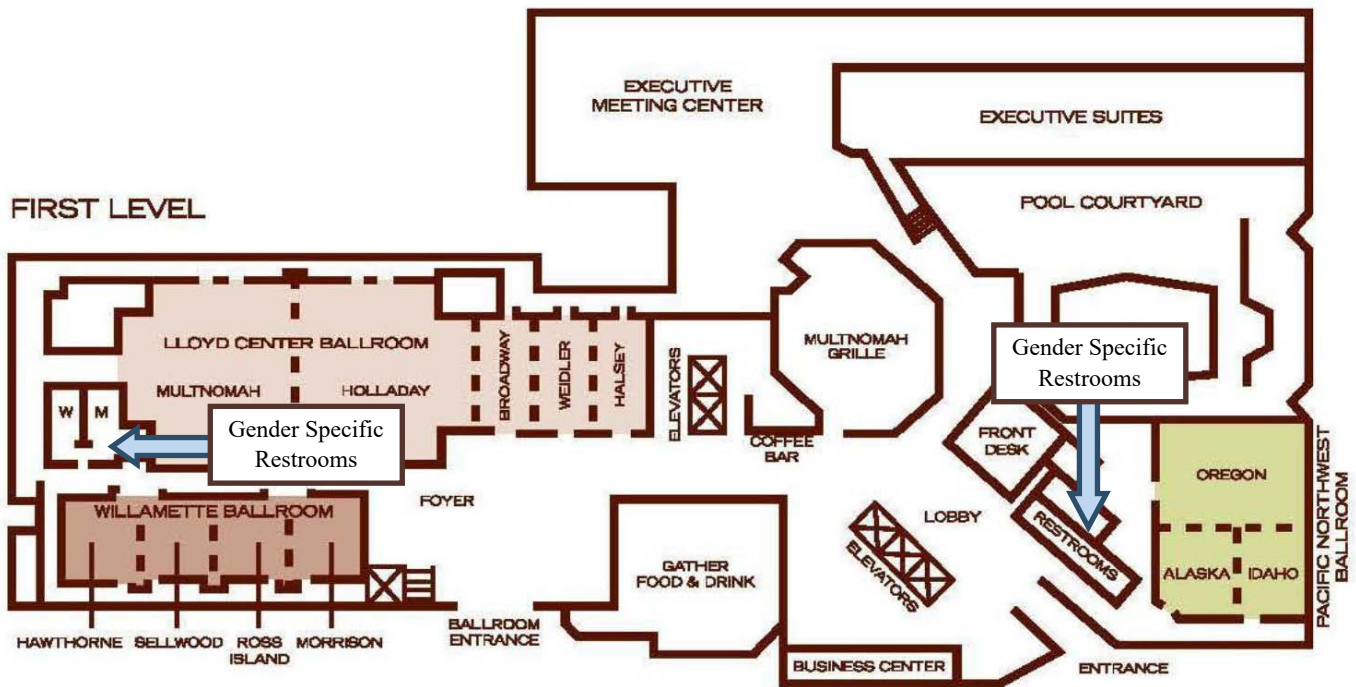 EXECUTIVE
MEETING CENTER
EXECUTIVE SUITES
FIRST LEVEL
POOL COURTYARD
LLOYD CENTER BALLROOM
MULTNOMAH
HOLLADAY
BROADWAY
WEIDLER
HALSEY
ELEVATORS
MULTNOMAH
GRILLE
Gender Specific
Restrooms
W M
Gender Specific
Restrooms
COFFEE
BAR
FRONT
DESK
OREGON
FOYER
LOBBY
RESTROOMS
WILLAMETTE BALLROOM
GATHER
FOOD & DRINK
ELEVATORS
ALASKA
IDAHO
PACIFIC NORTHWEST
BALLROOM
HAWTHORNE
SELLWOOD
ROSS
ISLAND
MORRISON
BALLROOM
ENTRANCE
BUSINESS CENTER
ENTRANCE